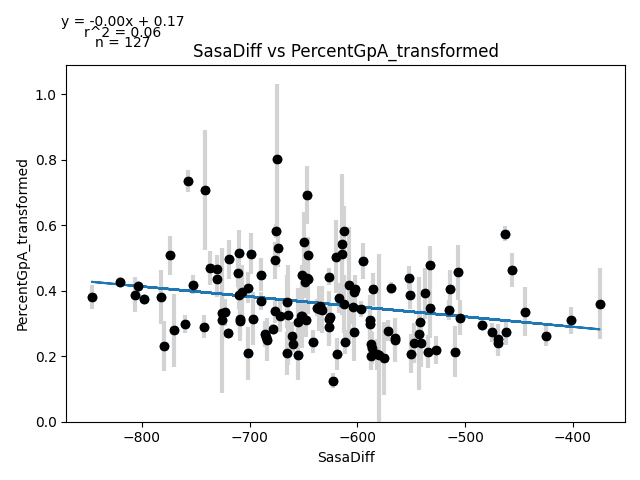 y = -0.00x + 0.17
r^2 = 0.06
n = 127
SasaDiff vs PercentGpA_transformed
1.0
0.8
0.6
0.4
0.2
0.0
PercentGpA_transformed
−800 −700 −600 −500 −400
SasaDiff